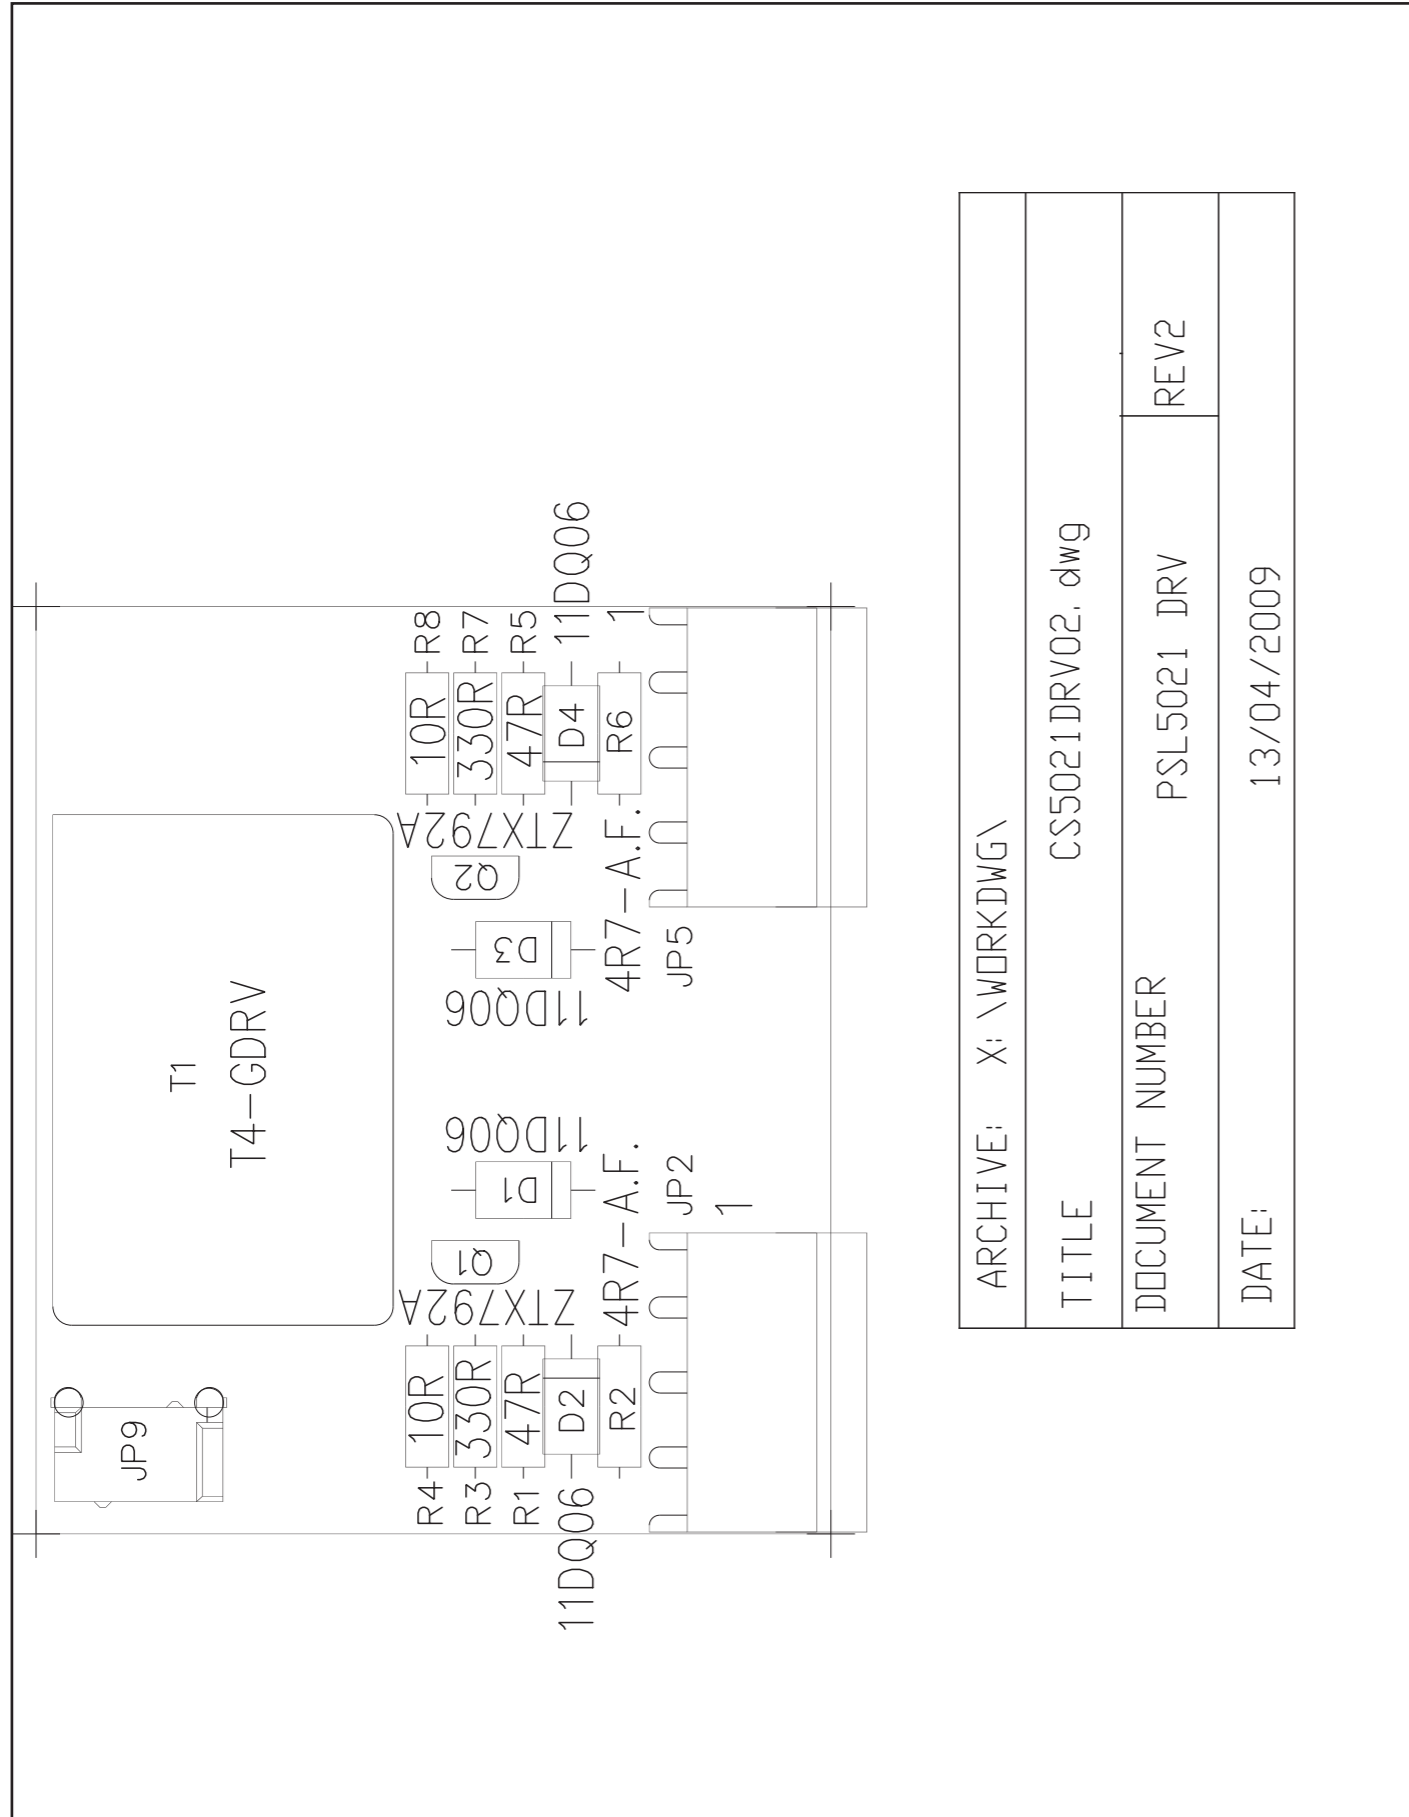 JP9
T1
T4-GDRV
R4 10R ZTX792A ZTX792A 10R R8
R3 330R Q1 Q2 330R R7
R1 47R D1 11DQ06 11DQ06 D3 47R R5
11DQ06 D2 D4 11DQ06
R2 4R7-A.F. 4R7-A.F. R6 1
JP2 JP5
1
ARCHIVE: X:\WORKDWG\
TITLE CS5021DRV02.dwg
DOCUMENT NUMBER
PSL5021 DRV REV2
DATE: 13/04/2009